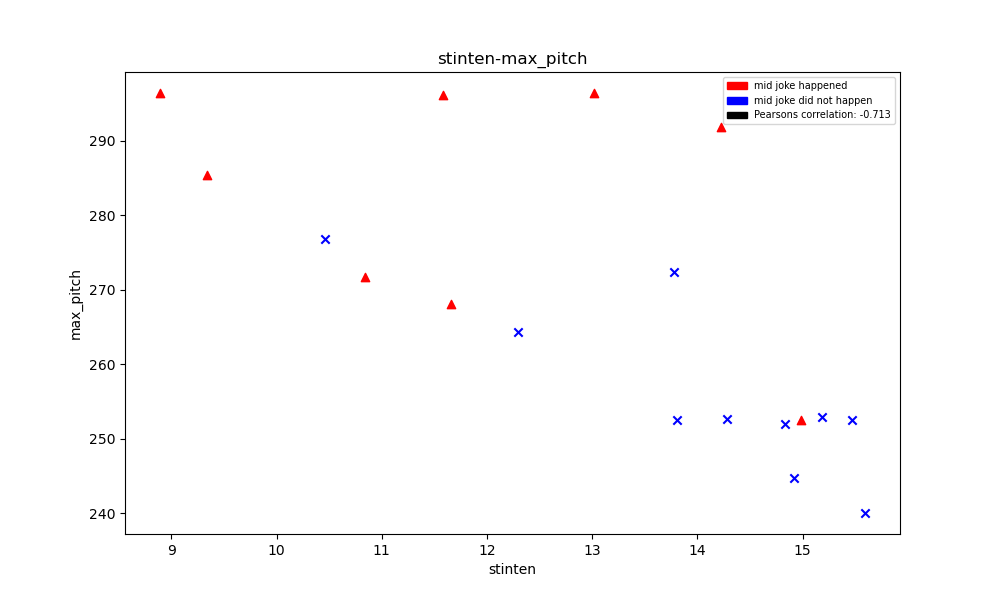 stinten-max_pitch
mid joke happened
mid joke did not happen
Pearsons correlation: -0.713
290
280
270
260
250
240
max_pitch
9 10 11 12 13 14 15
stinten